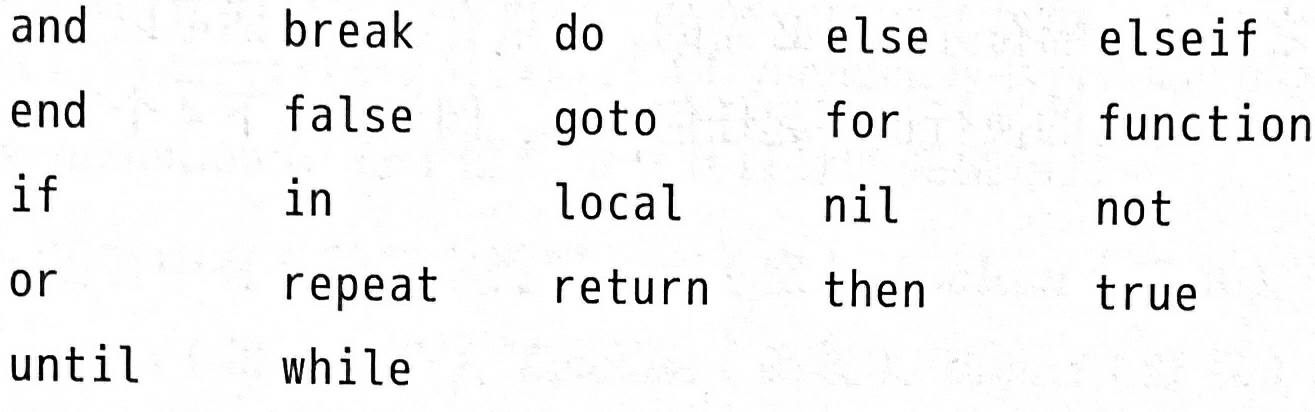 and break do else elseif
end false goto for function
if in local nil not
or repeat return then true
until while